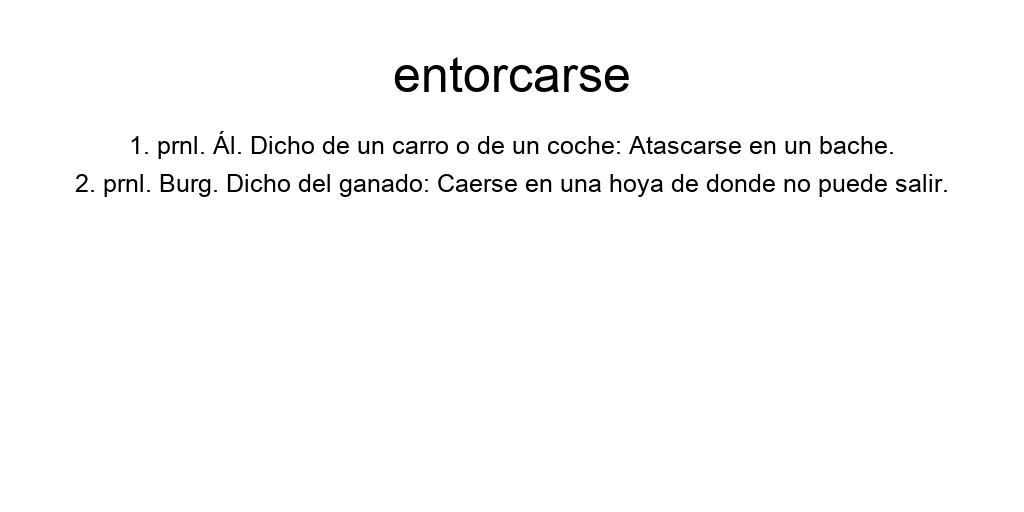 entorcarse
1. prnl. Ál. Dicho de un carro o de un coche: Atascarse en un bache.
2. prnl. Burg. Dicho del ganado: Caerse en una hoya de donde no puede salir.